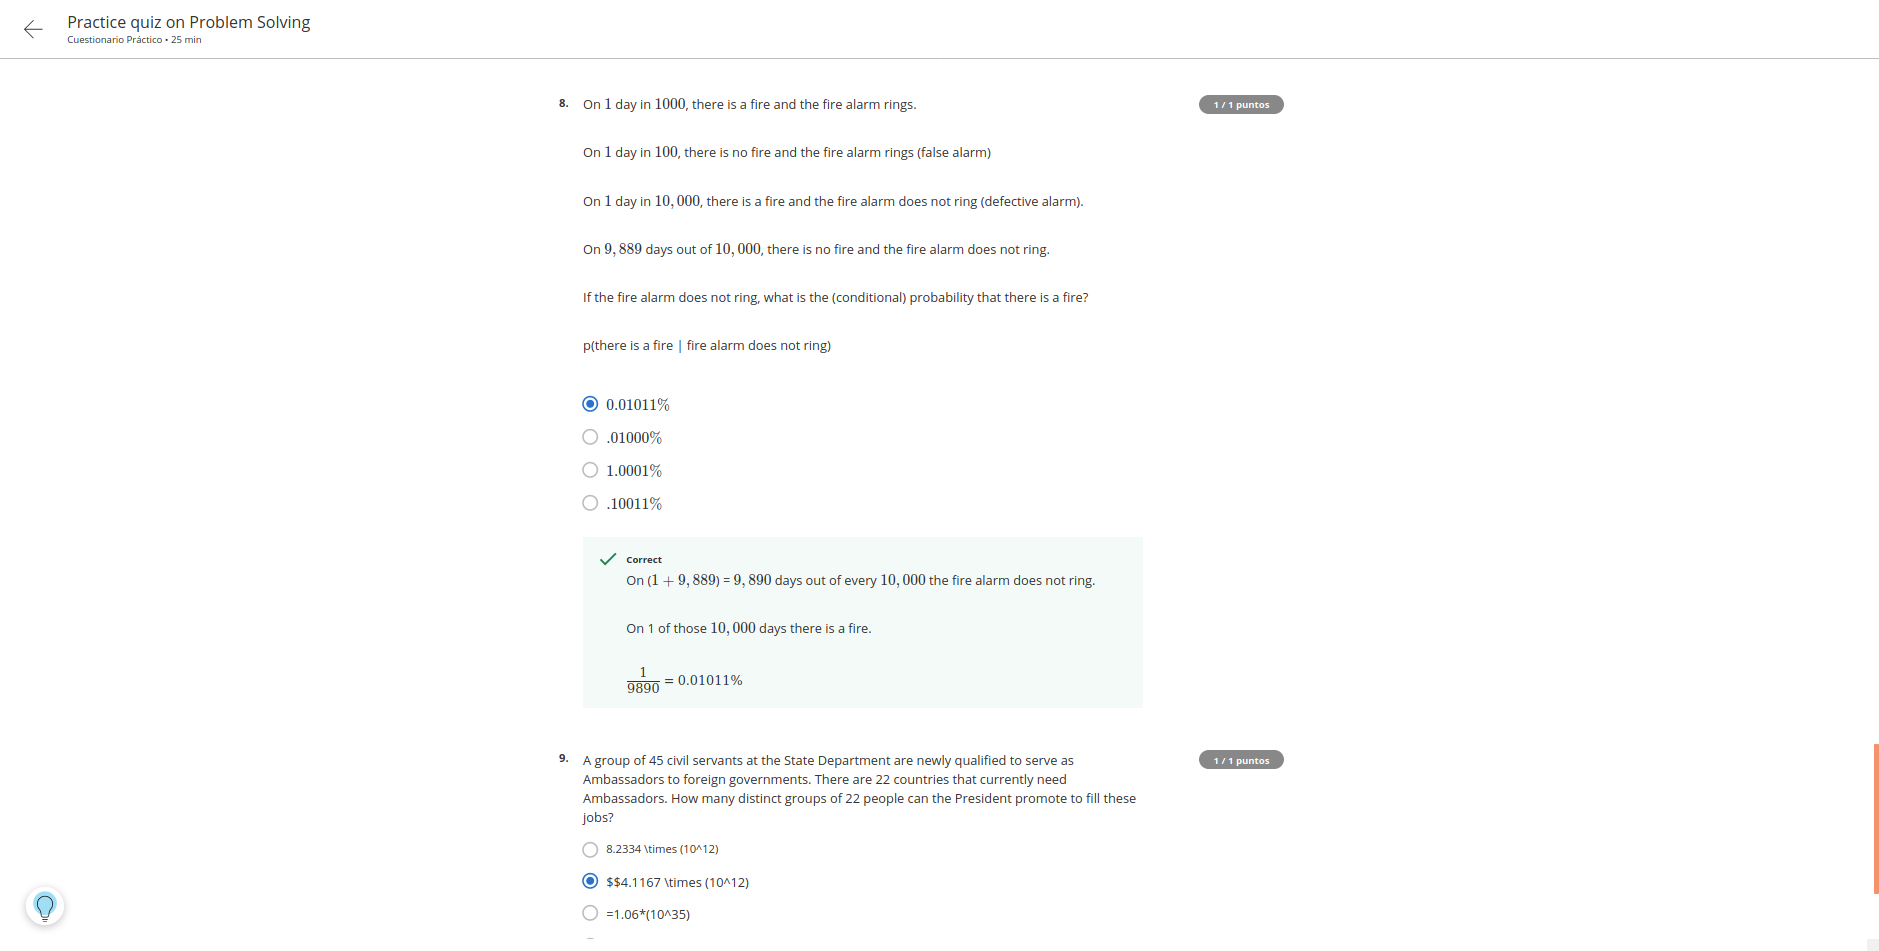 Practice quiz on Problem Solving
Cuestionario Práctico • 25 min
8. On 1 day in 1000, there is a fire and the fire alarm rings.
1 / 1 puntos
On 1 day in 100, there is no fire and the fire alarm rings (false alarm)
On 1 day in 10, 000, there is a fire and the fire alarm does not ring (defective alarm).
On 9, 889 days out of 10, 000, there is no fire and the fire alarm does not ring.
If the fire alarm does not ring, what is the (conditional) probability that there is a fire?
p(there is a fire | fire alarm does not ring)
0.01011%
.01000%
1.0001%
.10011%
Correct
On (1 + 9, 889) = 9, 890 days out of every 10, 000 the fire alarm does not ring.
On 1 of those 10, 000 days there is a fire.
1
9890 = 0.01011%
9. A group of 45 civil servants at the State Department are newly qualified to serve as
1 / 1 puntos
Ambassadors to foreign governments. There are 22 countries that currently need
Ambassadors. How many distinct groups of 22 people can the President promote to fill these
jobs?
8.2334 \times (10^12)
$$4.1167 \times (10^12)
=1.06*(10^35)